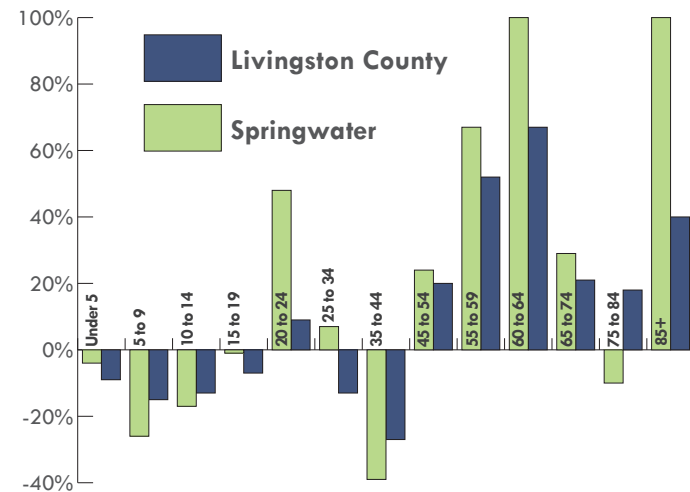 100%
80%
60%
40%
20%
0%
-20%
-40%
Livingston County
Springwater
Under 5
5 to 9
10 to 14
15 to 19
20 to 24
25 to 34
35 to 44
45 to 54
55 to 59
60 to 64
65 to 74
75 to 84
85+